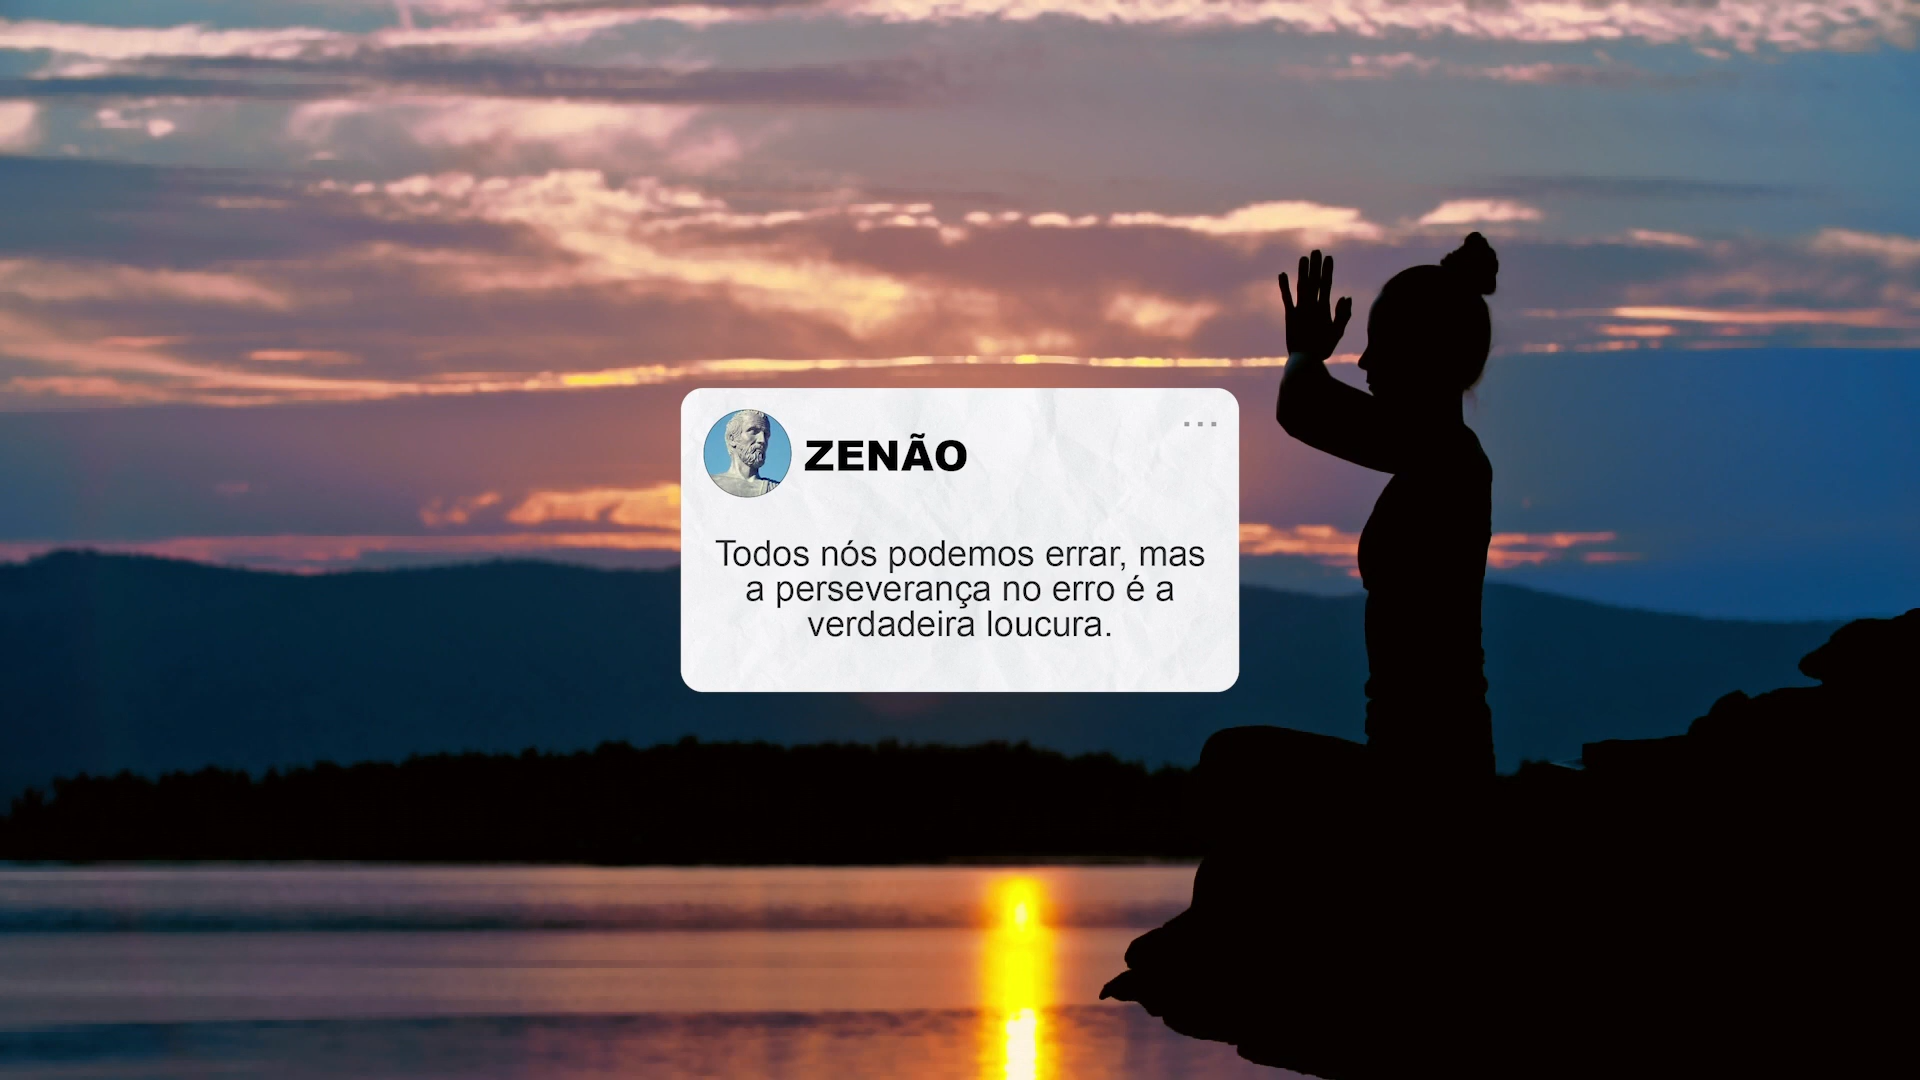 ZENÃO
Todos nós podemos errar, mas
a perseverança no erro é a
verdadeira loucura.